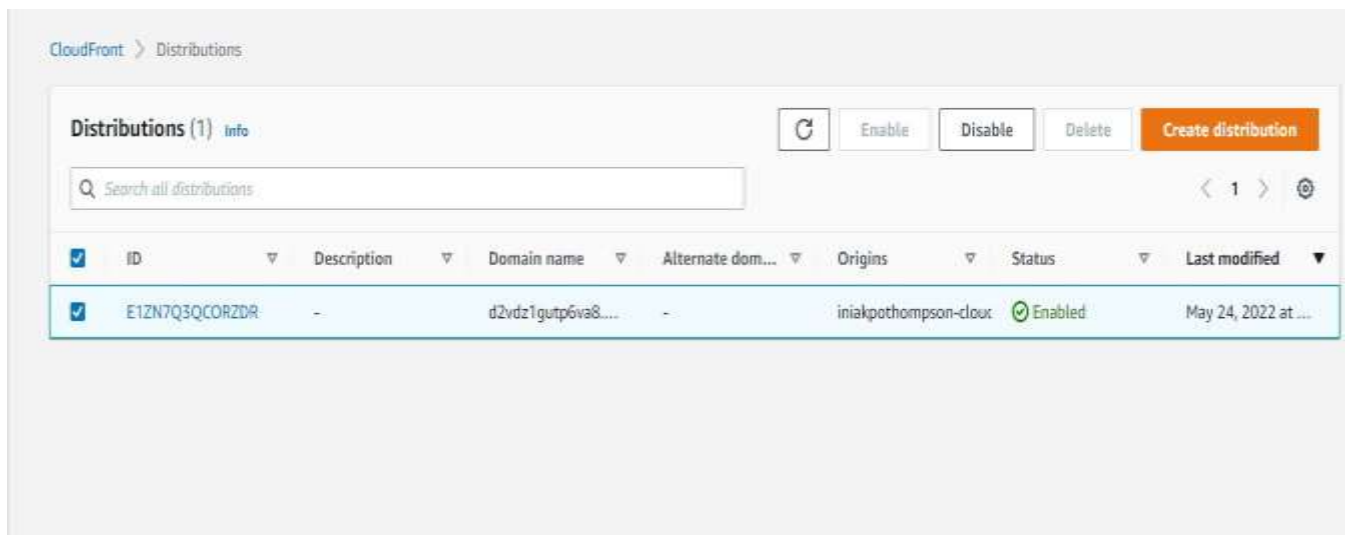 CloudFront > Distributions
Distributions (1) Info
Enable Disable Delete Create distribution
Search all distributions
< 1 >
ID Description Domain name Alternate dom... Origins Status Last modified
E1ZN7Q3QCORZDR - d2vdz1gutp6va8.... - iniakpothompson-clouc Enabled May 24, 2022 at ...